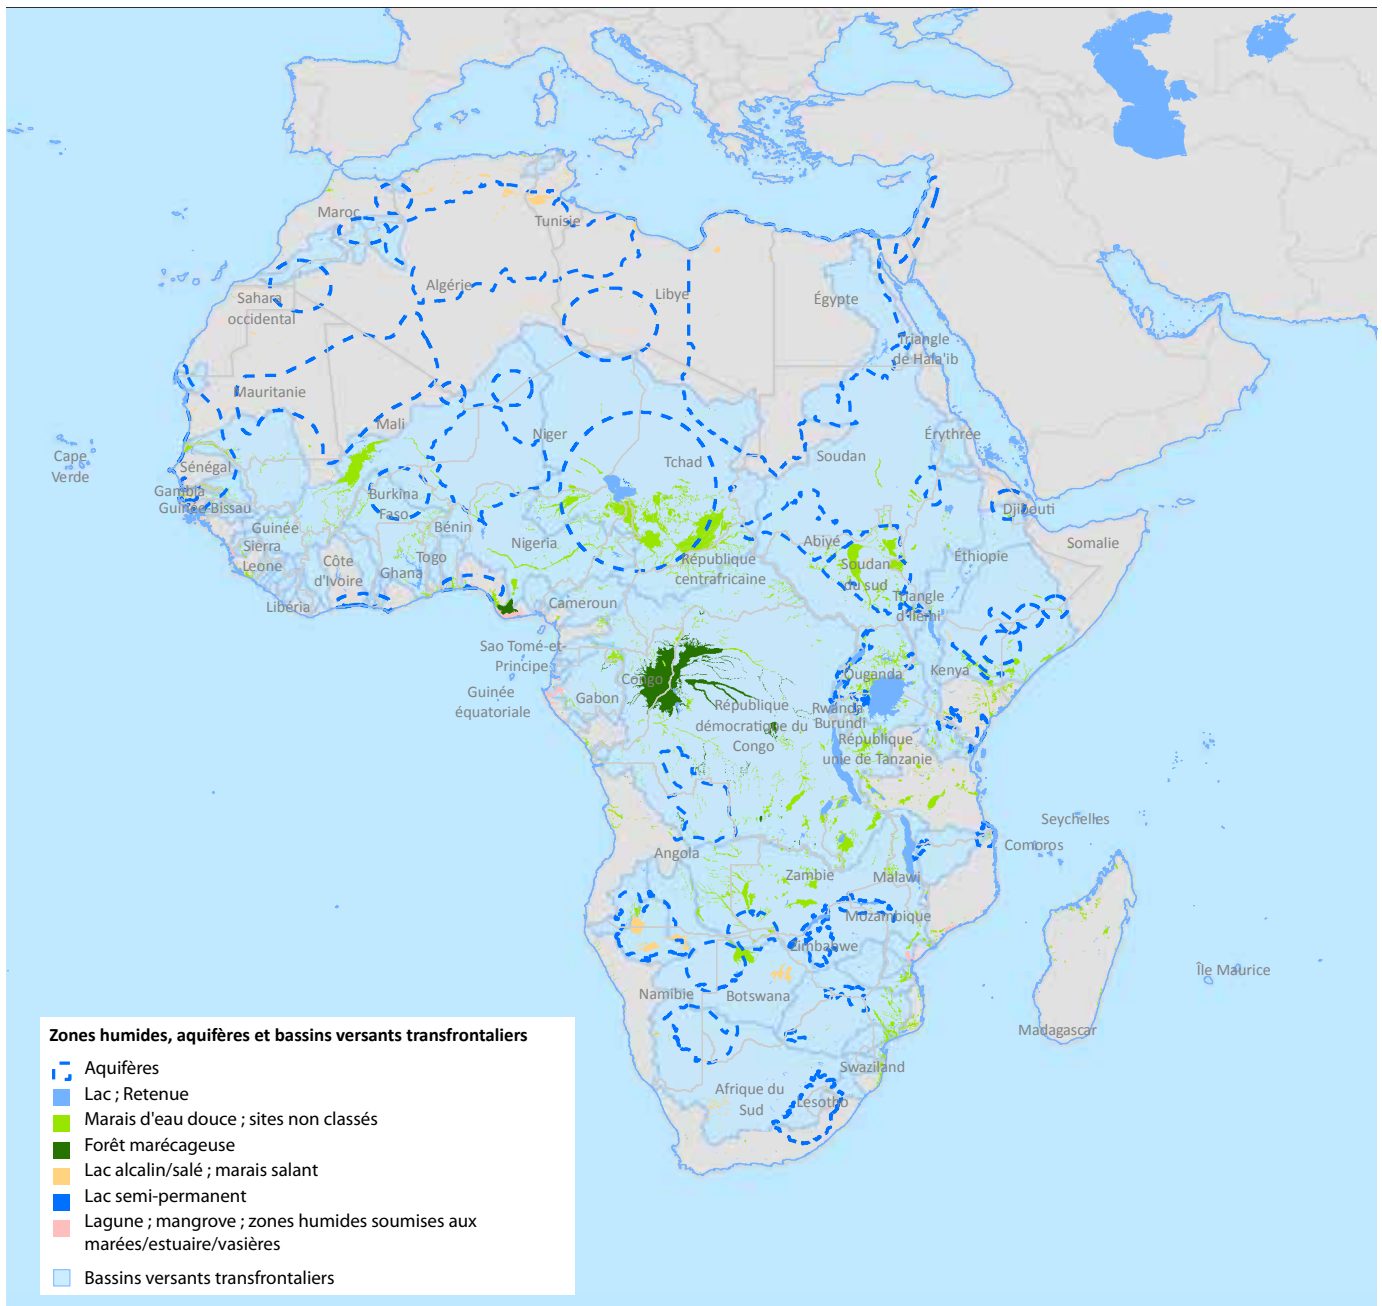 Maroc
Tunisie
Algérie
Libye
Égypte
Sahara
occidental
Triangle
de Hala'ib
Mauritanie
Mali
Niger
Tchad
Soudan
Érythrée
Cape
Verde
Sénégal
Gambia
Guinée Bissau
Burkina
Faso
Djibouti
Guinée
Sierra
Leone
Bénin
Nigeria
Togo
Côte
d'Ivoire
Ghana
Libéria
Abiyé
Éthiopie
Somalie
République
centrafricaine
Soudan
du sud
Triangle
d'Ilemi
Cameroun
Sao Tomé-et-
Principe
Guinée
équatoriale
Gabon
Congo
Ouganda
Kenya
République
démocratique du
Congo
Rwanda
Burundi
République
unie de Tanzanie
Seychelles
Comoros
Angola
Zambie
Malawi
Mozambique
Zimbabwe
Île Maurice
Namibie
Botswana
Madagascar
Swaziland
Afrique du
Sud
Lesotho
Zones humides, aquifères et bassins versants transfrontaliers
Aquifères
Lac ; Retenue
Marais d'eau douce ; sites non classés
Forêt marécageuse
Lac alcalin/salé ; marais salant
Lac semi-permanent
Lagune ; mangrove ; zones humides soumises aux
marées/estuaire/vasières
Bassins versants transfrontaliers